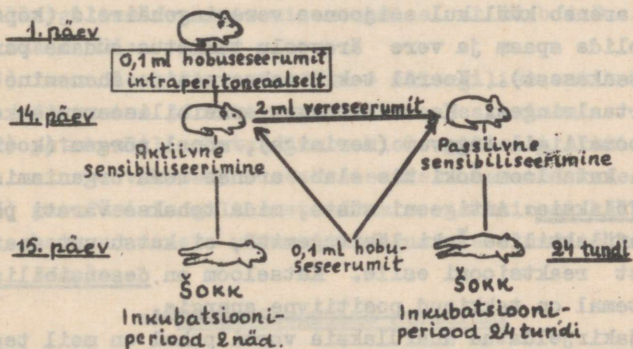 1. päev
0,1 ml hobuseseerumit
intraperitoneaalselt
14. päev
2 ml vereseerumit
Aktiivne
sensibiliseerimine
Passiivne
sensibiliseerimine
15. päev
0,1 ml hobu-
seseerumit
24 tundi
ŠOKK
Inkubatsiooni-
periood 2 näd.
ŠOKK
Inkubatsiooni-
periood 24 tundi